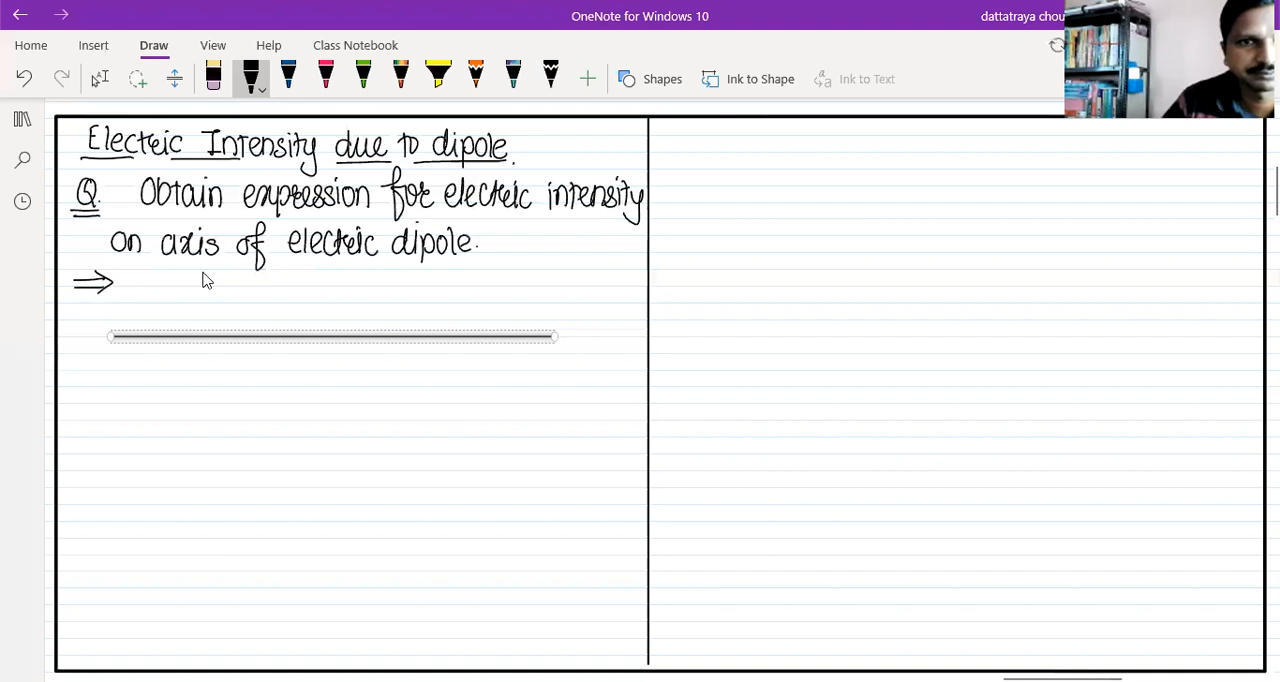 OneNote for Windows 10
dattatraya chou
Home Insert Draw View Help Class Notebook
Shapes Ink to Shape Ink to Text
Electric Intensity due to dipole.
Q. Obtain expression for electric intensity
on axis of electric dipole.
⇒